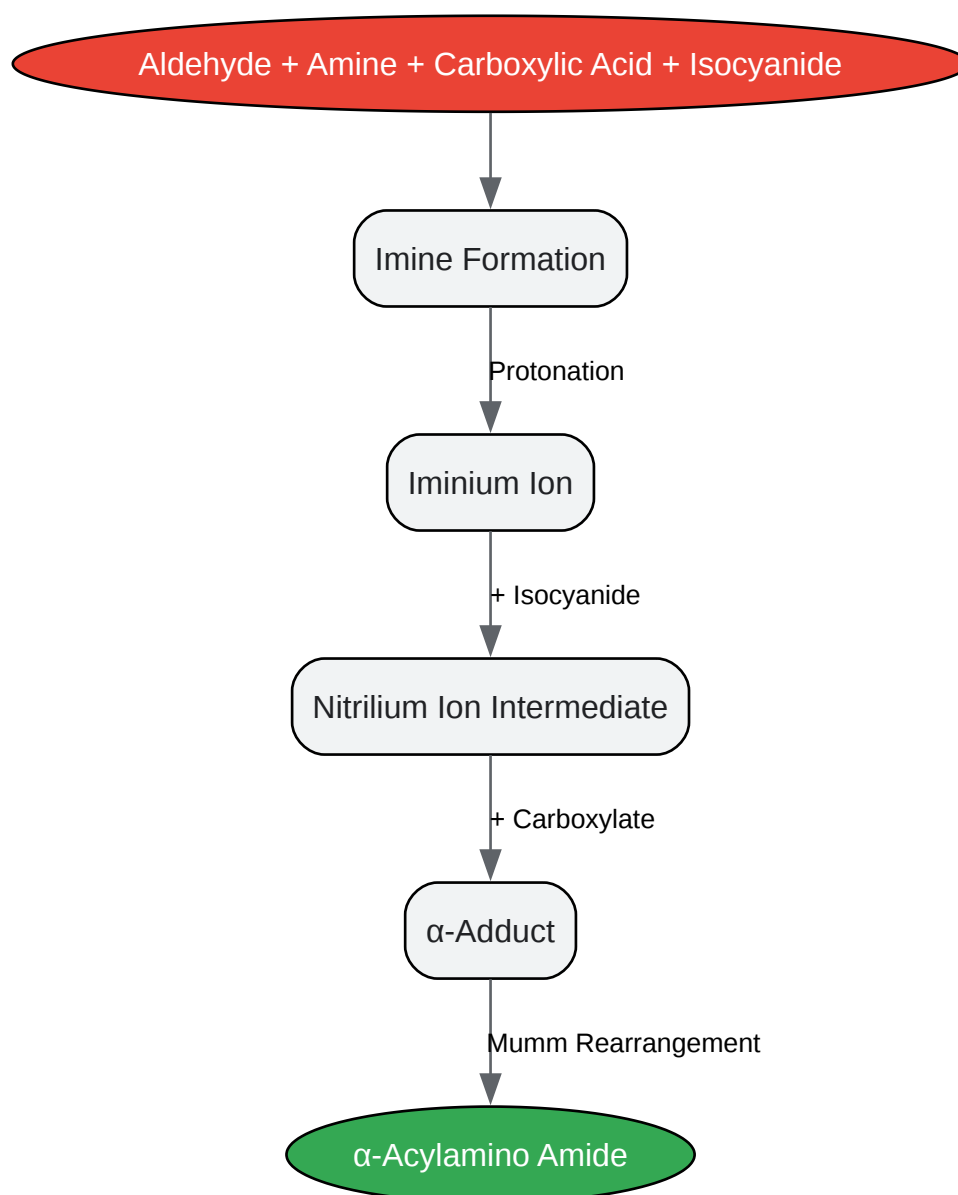 Aldehyde + Amine + Carboxylic Acid + Isocyanide
Imine Formation
Protonation
Iminium Ion
+ Isocyanide
Nitrilium Ion Intermediate
+ Carboxylate
α-Adduct
Mumm Rearrangement
α-Acylamino Amide